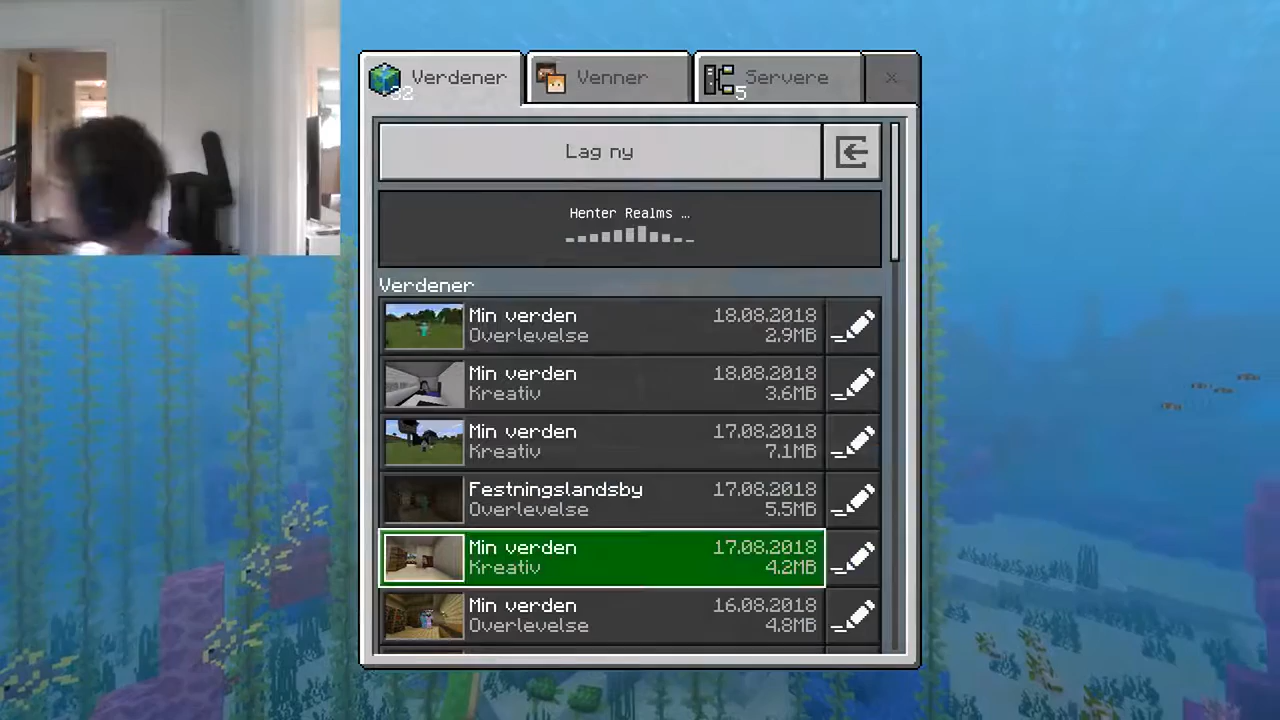 Verdener
32
Venner
Servere
5
Lag ny
Henter Realms ...
Verdener
Min verden 18.08.2018
Overlevelse 2.9MB
Min verden 18.08.2018
Kreativ 3.6MB
Min verden 17.08.2018
Kreativ 7.1MB
Festningslandsby 17.08.2018
Overlevelse 5.5MB
Min verden 17.08.2018
Kreativ 4.2MB
Min verden 16.08.2018
Overlevelse 4.8MB